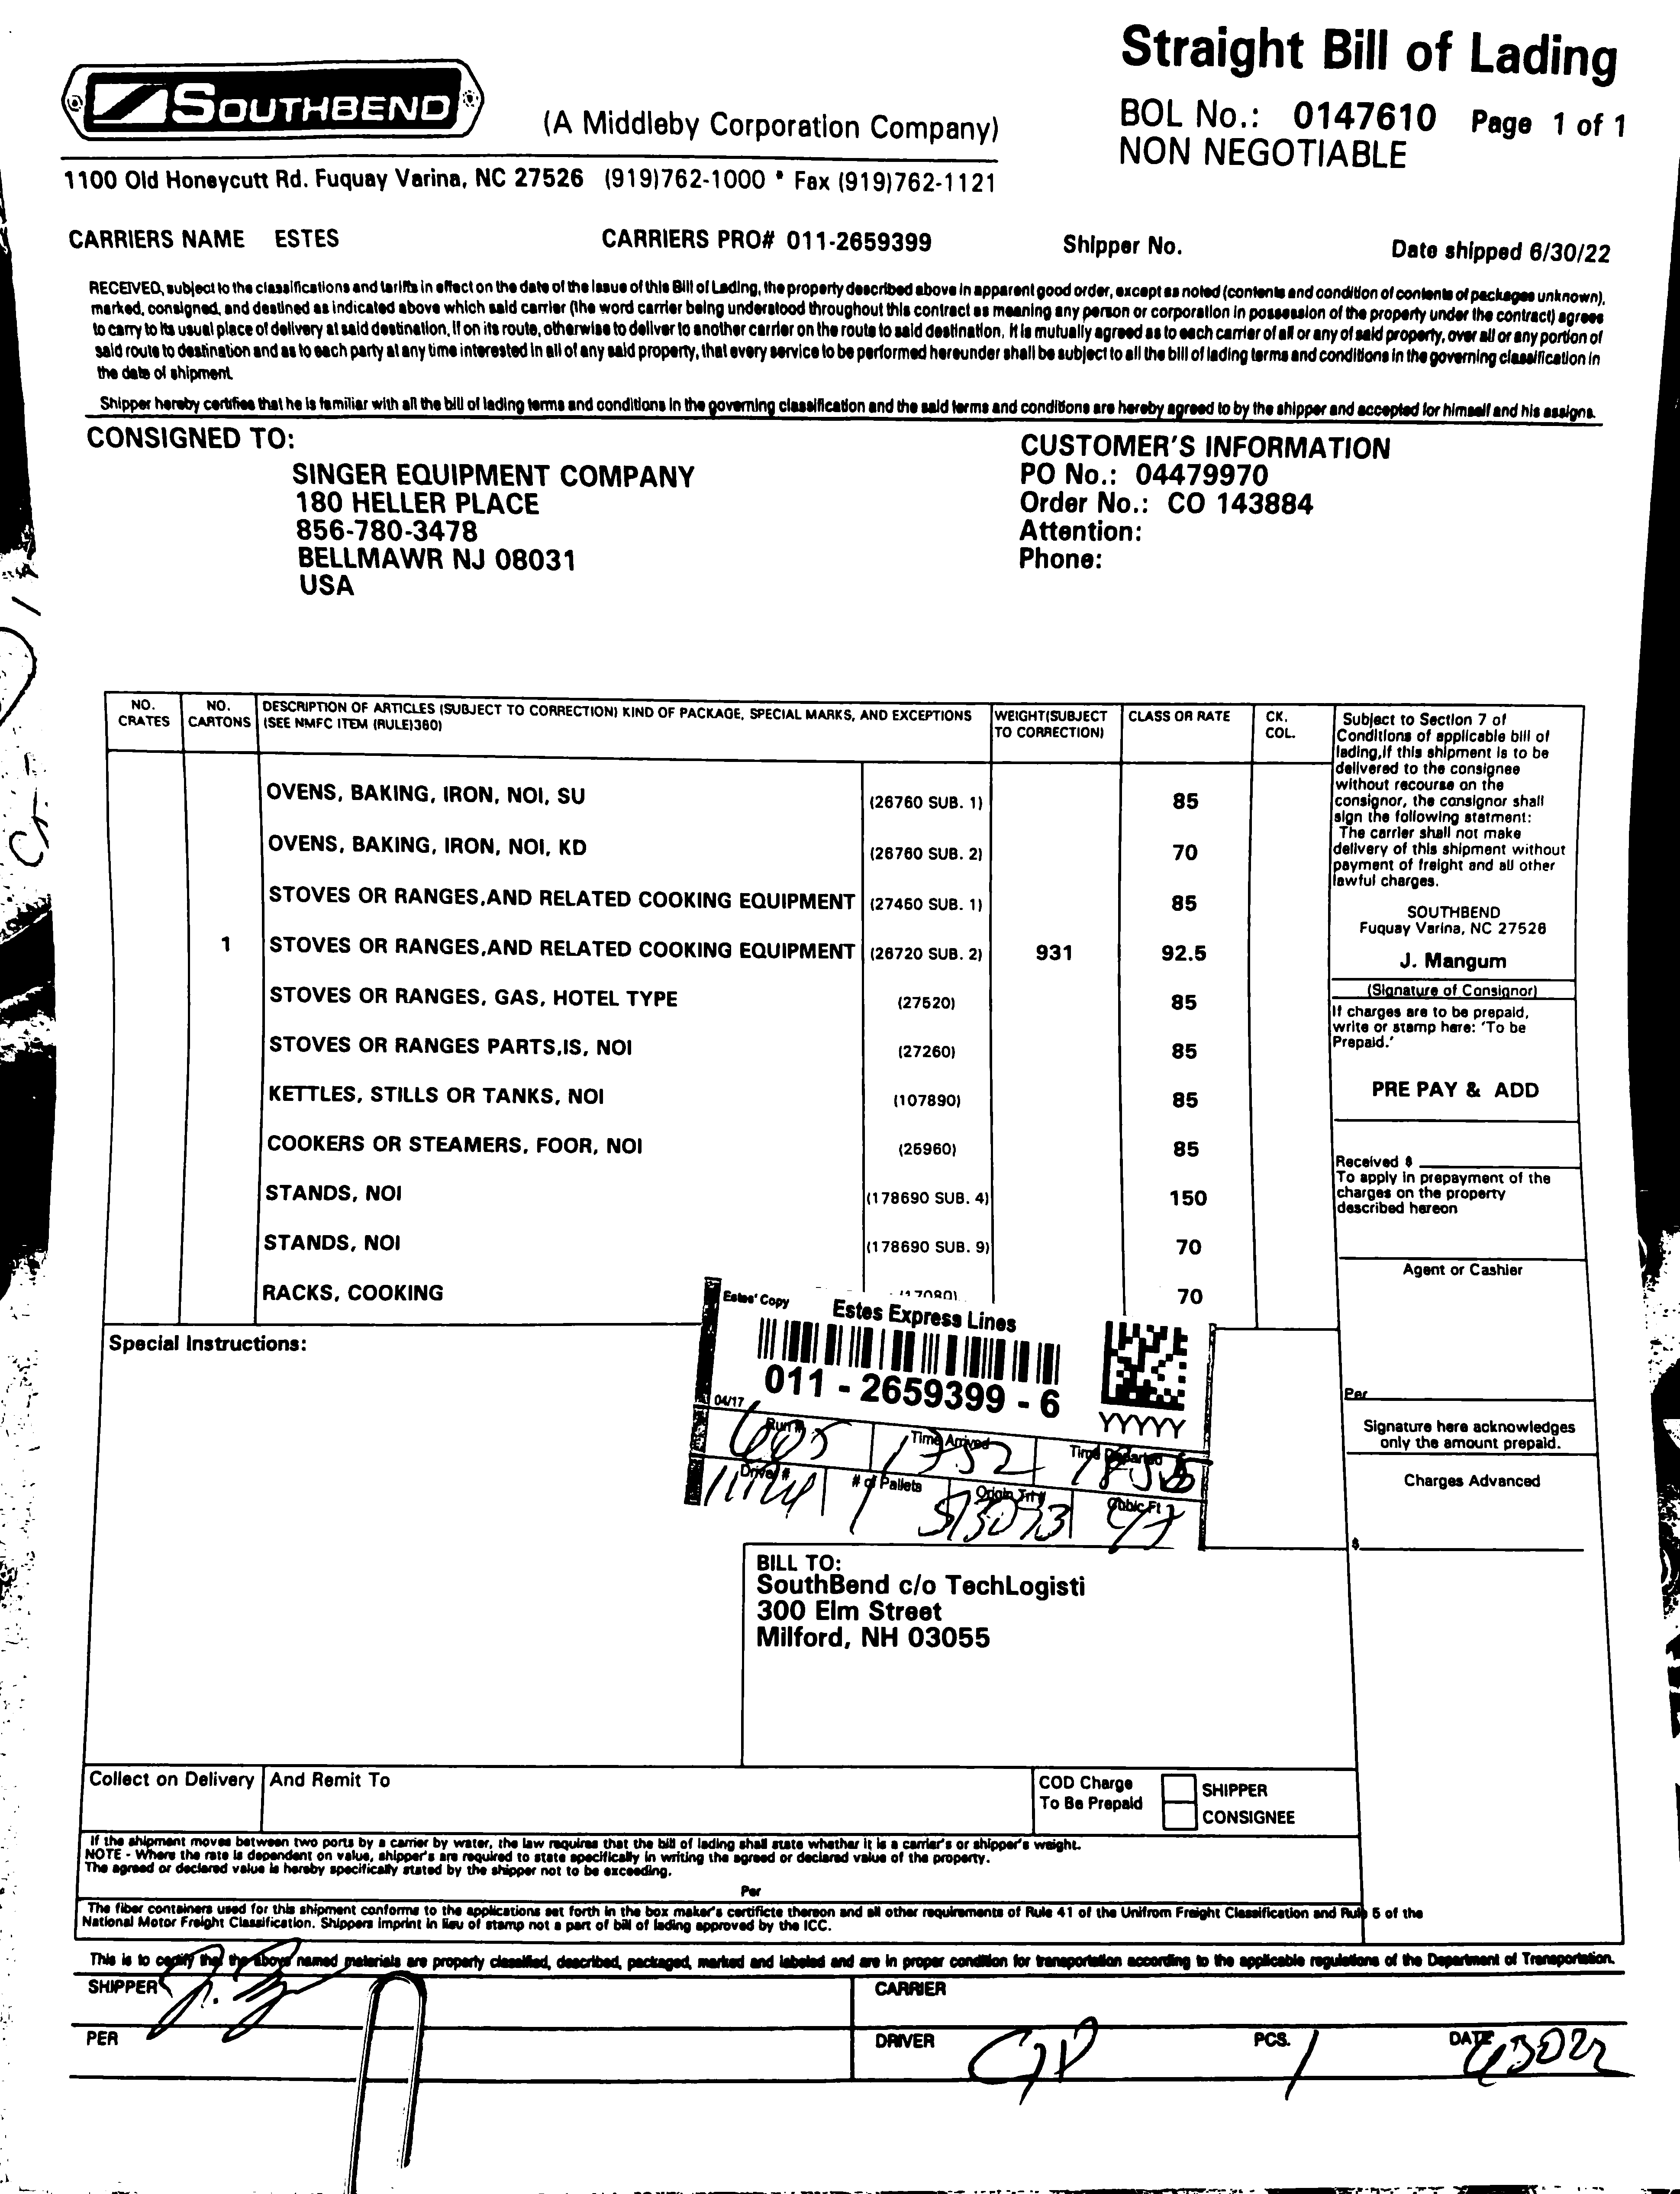 Straight Bill of Lading
SOUTHBEND
(A Middleby Corporation Company)
BOL No.: 0147610 Page 1 of 1
NON NEGOTIABLE
1100 Old Honeycutt Rd. Fuquay Varina, NC 27526 (919)762-1000 * Fax (919)762-1121
CARRIERS NAME ESTES CARRIERS PRO# 011-2659399 Shipper No. Date shipped 6/30/22
RECEIVED, subject to the classifications and tariffs in effect on the date of the issue of this Bill of Lading, the property described above in apparent good order, except as noted (contents and condition of contents of packages unknown),
marked, consigned, and destined as indicated above which said carrier (the word carrier being understood throughout this contract as meaning any person or corporation in possession of the property under the contract) agrees
to carry to its usual place of delivery at said destination, If on its route, otherwise to deliver to another carrier on the route to said destination. It is mutually agreed as to each carrier of all or any of said property, over all or any portion of
said route to destination and as to each party at any time interested in all of any said property, that every service to be performed hereunder shall be subject to all the bill of lading terms and conditions in the governing classification in
the date of shipment.
Shipper hereby certifies that he is familiar with all the bill of lading terms and conditions in the governing classification and the said terms and conditions are hereby agreed to by the shipper and accepted for himself and his assigns.
CONSIGNED TO:
SINGER EQUIPMENT COMPANY
180 HELLER PLACE
856-780-3478
BELLMAWR NJ 08031
USA
CUSTOMER'S INFORMATION
PO No.: 04479970
Order No.: CO 143884
Attention:
Phone:
NO. CRATES
NO. CARTONS
DESCRIPTION OF ARTICLES (SUBJECT TO CORRECTION) KIND OF PACKAGE, SPECIAL MARKS, AND EXCEPTIONS
(SEE NMFC ITEM (RULE)360)
WEIGHT(SUBJECT TO CORRECTION)
CLASS OR RATE
CK. COL.
OVENS, BAKING, IRON, NOI, SU (26760 SUB. 1) 85
OVENS, BAKING, IRON, NOI, KD (26760 SUB. 2) 70
STOVES OR RANGES,AND RELATED COOKING EQUIPMENT (27460 SUB. 1) 85
1 STOVES OR RANGES,AND RELATED COOKING EQUIPMENT (26720 SUB. 2) 931 92.5
STOVES OR RANGES, GAS, HOTEL TYPE (27520) 85
STOVES OR RANGES PARTS,IS, NOI (27260) 85
KETTLES, STILLS OR TANKS, NOI (107890) 85
COOKERS OR STEAMERS, FOOR, NOI (25960) 85
STANDS, NOI (178690 SUB. 4) 150
STANDS, NOI (178690 SUB. 9) 70
RACKS, COOKING 70
Subject to Section 7 of
Conditions of applicable bill of
lading,if this shipment is to be
delivered to the consignee
without recourse on the
consignor, the consignor shall
sign the following statment:
The carrier shall not make
delivery of this shipment without
payment of freight and all other
lawful charges.
SOUTHBEND
Fuquay Varina, NC 27526
J. Mangum
(Signature of Consignor)
If charges are to be prepaid,
write or stamp here: 'To be
Prepaid.'
PRE PAY & ADD
Received $
To apply in prepayment of the
charges on the property
described hereon
Agent or Cashier
Per
Signature here acknowledges
only the amount prepaid.
Charges Advanced
$
Special Instructions:
Estes' Copy Estes Express Lines
011 - 2659399 - 6
04/17
YYYYY
Run # Time Arrived 1752 Time Departed
Driver # # of Pallets 1 Origin Trl # Cubic Ft
BILL TO:
SouthBend c/o TechLogisti
300 Elm Street
Milford, NH 03055
Collect on Delivery And Remit To
COD Charge
To Be Prepaid
SHIPPER
CONSIGNEE
If the shipment moves between two ports by a carrier by water, the law requires that the bill of lading shall state whether it is a carrier's or shipper's weight.
NOTE - Where the rate is dependent on value, shipper's are required to state specifically in writing the agreed or declared value of the property.
The agreed or declared value is hereby specifically stated by the shipper not to be exceeding.
Per
The fiber containers used for this shipment conforms to the applications set forth in the box maker's certificte thereon and all other requirements of Rule 41 of the Unifrom Freight Classification and Rule 5 of the
National Motor Freight Classification. Shippers imprint in lieu of stamp not a part of bill of lading approved by the ICC.
This is to certify that the above named materials are properly classified, described, packaged, marked and labeled and are in proper condition for transportation according to the applicable regulations of the Department of Transportation.
SHIPPER
CARRIER
PER
DRIVER
PCS. 1
DATE 63022